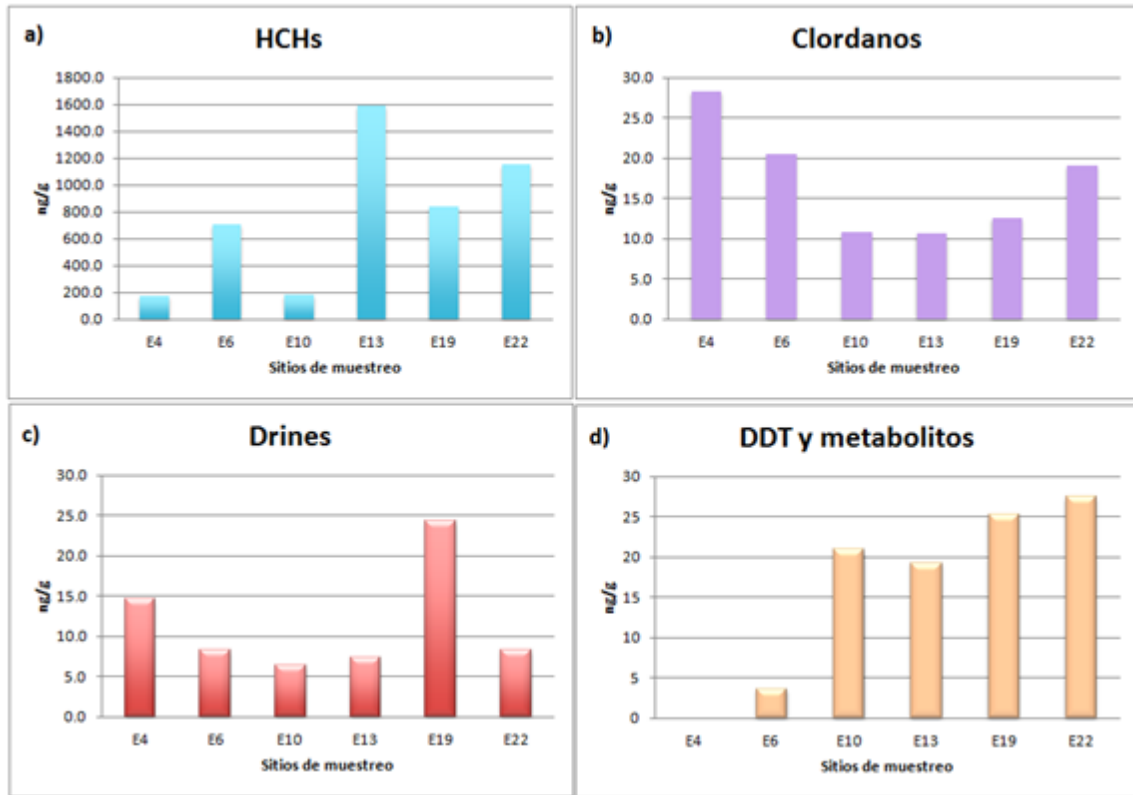 a)
HCHs
1800.0
1600.0
1400.0
1200.0
1000.0
800.0
600.0
400.0
200.0
0.0
ng/g
E4 E6 E10 E13 E19 E22
Sitios de muestreo
b)
Clordanos
30.0
25.0
20.0
15.0
10.0
5.0
0.0
ng/g
E4 E6 E10 E13 E19 E22
Sitios de muestreo
c)
Drines
30.0
25.0
20.0
15.0
10.0
5.0
0.0
ng/g
E4 E6 E10 E13 E19 E22
Sitios de muestreo
d)
DDT y metabolitos
30
25
20
15
10
5
0
ng/g
E4 E6 E10 E13 E19 E22
Sitios de muestreo